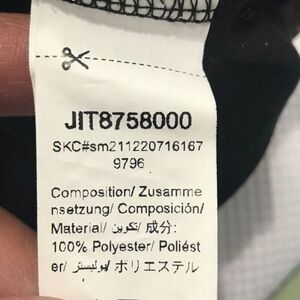 JIT8758000
SKC#sm211220716167
9796
Composition/ Zusamme
nsetzung/ Composición/
Material/ تكوين/ 成分:
100% Polyester/ Poliést
er/ بوليستر/ ポリエステル